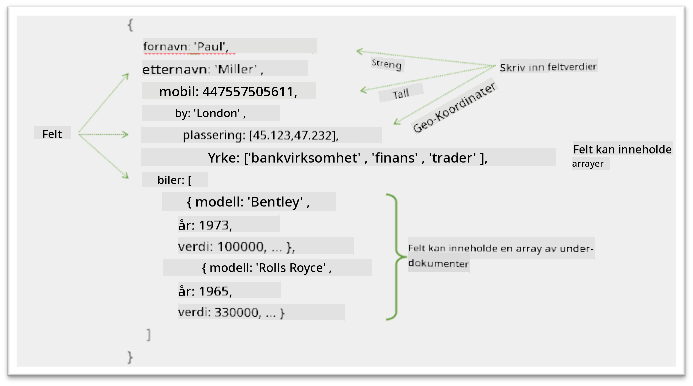 {
fornavn: 'Paul',
etternavn: 'Miller' ,
Streng
Skriv inn feltverdier
mobil: 447557505611,
Tall
by: 'London' ,
Geo-Koordinater
Felt
plassering: [45.123,47.232],
Yrke: ['bankvirksomhet' , 'finans' , 'trader' ],
Felt kan inneholde
arrayer
biler: [
{ modell: 'Bentley' ,
år: 1973,
verdi: 100000, ... },
Felt kan inneholde en array av under-
dokumenter
{ modell: 'Rolls Royce' ,
år: 1965,
verdi: 330000, ... }
]
}